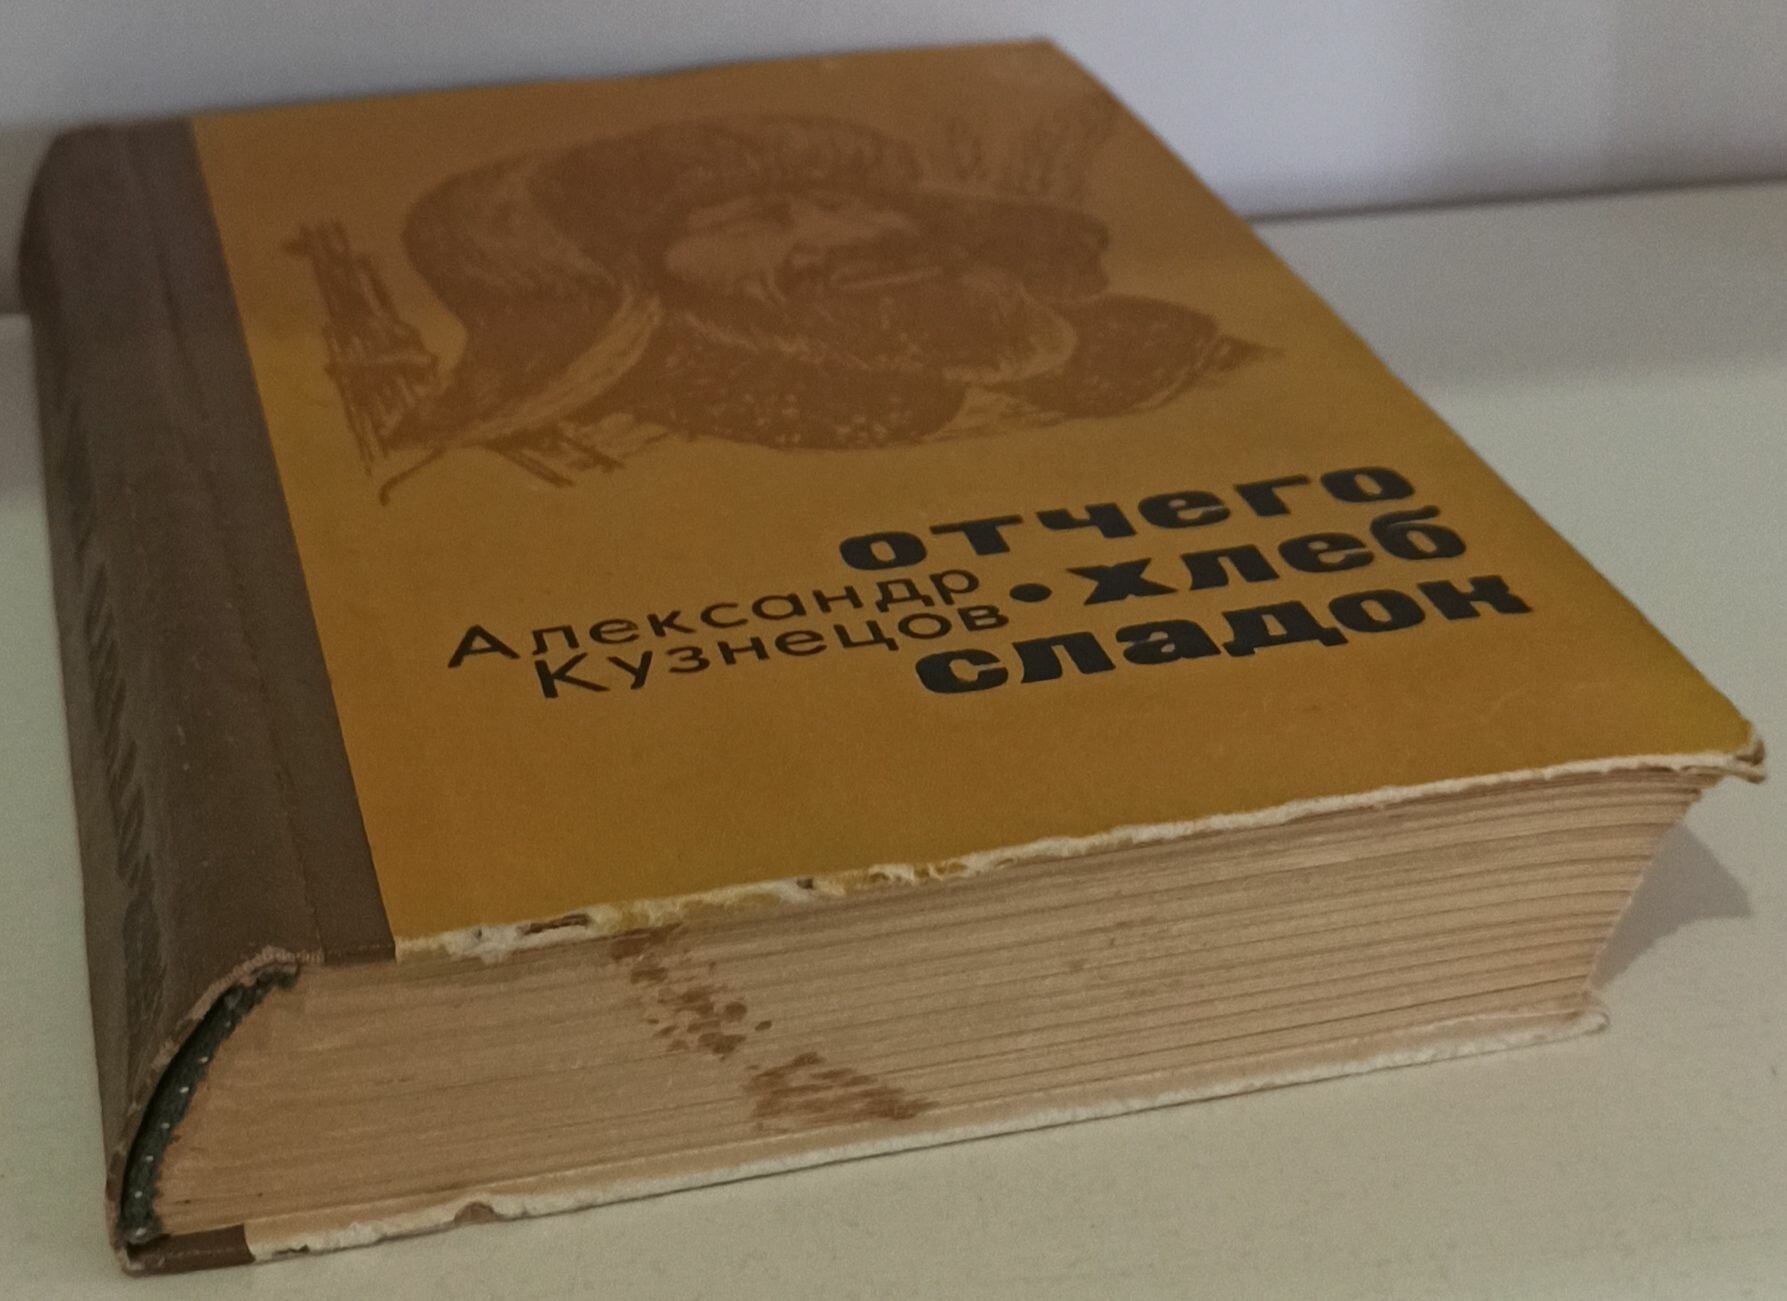 Александр
Кузнецов
отчего
• хлеб
сладок